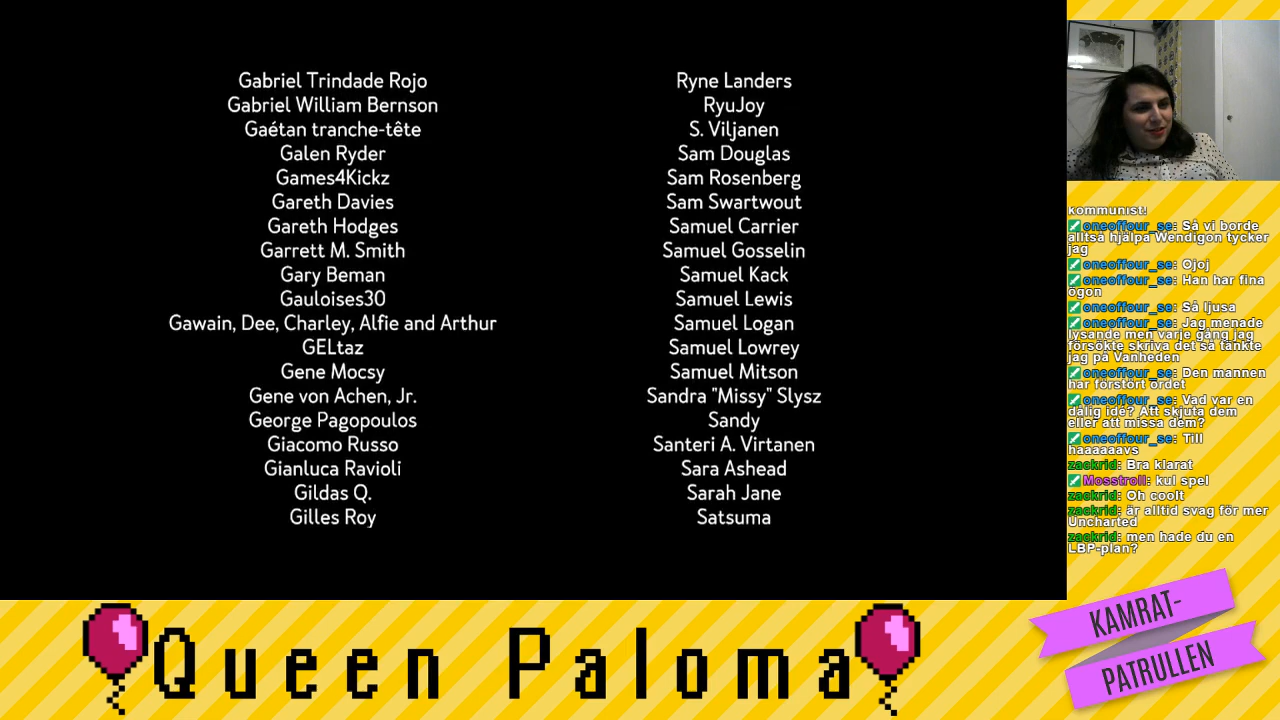 Gabriel Trindade Rojo
Gabriel William Bernson
Gaétan tranche-tête
Galen Ryder
Games4Kickz
Gareth Davies
Gareth Hodges
Garrett M. Smith
Gary Beman
Gauloises30
Gawain, Dee, Charley, Alfie and Arthur
GELtaz
Gene Mocsy
Gene von Achen, Jr.
George Pagopoulos
Giacomo Russo
Gianluca Ravioli
Gildas Q.
Gilles Roy
Ryne Landers
RyuJoy
S. Viljanen
Sam Douglas
Sam Rosenberg
Sam Swartwout
Samuel Carrier
Samuel Gosselin
Samuel Kack
Samuel Lewis
Samuel Logan
Samuel Lowrey
Samuel Mitson
Sandra "Missy" Slysz
Sandy
Santeri A. Virtanen
Sara Ashead
Sarah Jane
Satsuma
kommunist!
oneoffour_se: Så vi borde
alltså hjälpa Wendigon tycker
jag
oneoffour_se: Ojoj
oneoffour_se: Han har fina
ögon
oneoffour_se: Så ljusa
oneoffour_se: Jag menade
lysande men varje gång jag
försökte skriva det så tänkte
jag på Vanheden
oneoffour_se: Den mannen
har förstört ordet
oneoffour_se: Vad var en
dålig idé? Att skjuta dem
eller att missa dem?
oneoffour_se: Till
haaaaavs
zackrid: Bra klarat
Mosstroll: kul spel
zackrid: Oh coolt
zackrid: är alltid svag för mer
Uncharted
zackrid: men hade du en
LBP-plan?
Queen Paloma
KAMRAT-
PATRULLEN